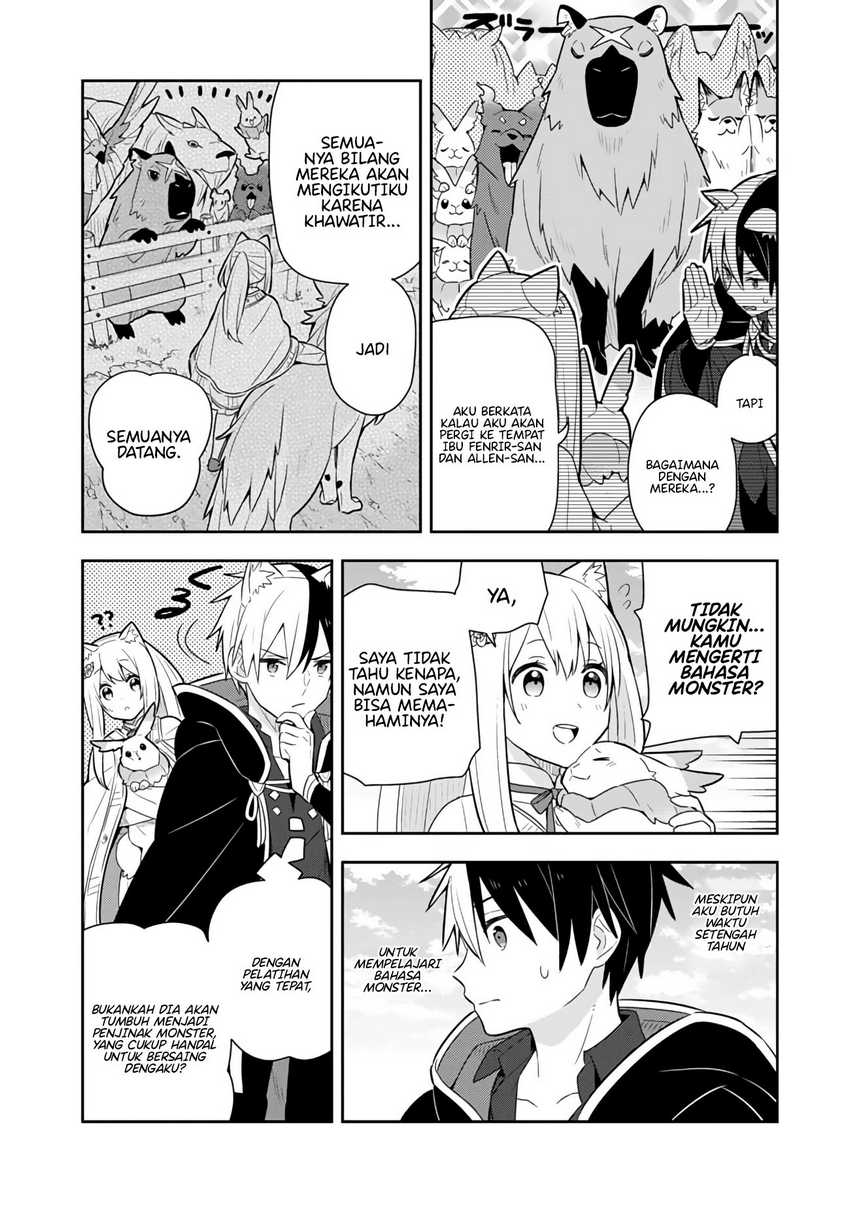 ズラーーッ
TAPI
BAGAIMANA
DENGAN
MEREKA...?
AKU BERKATA
KALAU AKU AKAN
PERGI KE TEMPAT
IBU FENRIR-SAN
DAN ALLEN-SAN...
SEMUA-
NYA BILANG
MEREKA AKAN
MENGIKUTIKU
KARENA
KHAWATIR...
JADI
SEMUANYA
DATANG.
TIDAK
MUNGKIN...
KAMU
MENGERTI
BAHASA
MONSTER?
YA,
SAYA TIDAK
TAHU KENAPA,
NAMUN SAYA
BISA MEMA-
HAMINYA!
MESKIPUN
AKU BUTUH
WAKTU
SETENGAH
TAHUN
UNTUK
MEMPELAJARI
BAHASA
MONSTER...
??
DENGAN
PELATIHAN
YANG TEPAT,
BUKANKAH DIA AKAN
TUMBUH MENJADI
PENJINAK MONSTER,
YANG CUKUP HANDAL
UNTUK BERSAING
DENGAKU?